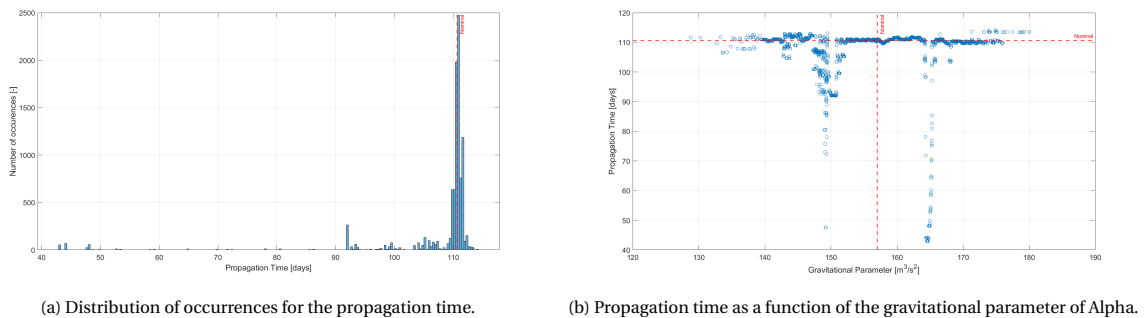 Nominal
2500
2000
1500
1000
500
0
Number of occurences [-]
40 50 60 70 80 90 100 110
Propagation Time [days]
(a) Distribution of occurrences for the propagation time.
Nominal
Nominal
120
110
100
90
80
70
60
50
40
Propagation Time [days]
120 130 140 150 160 170 180 190
Gravitational Parameter [m³/s²]
(b) Propagation time as a function of the gravitational parameter of Alpha.